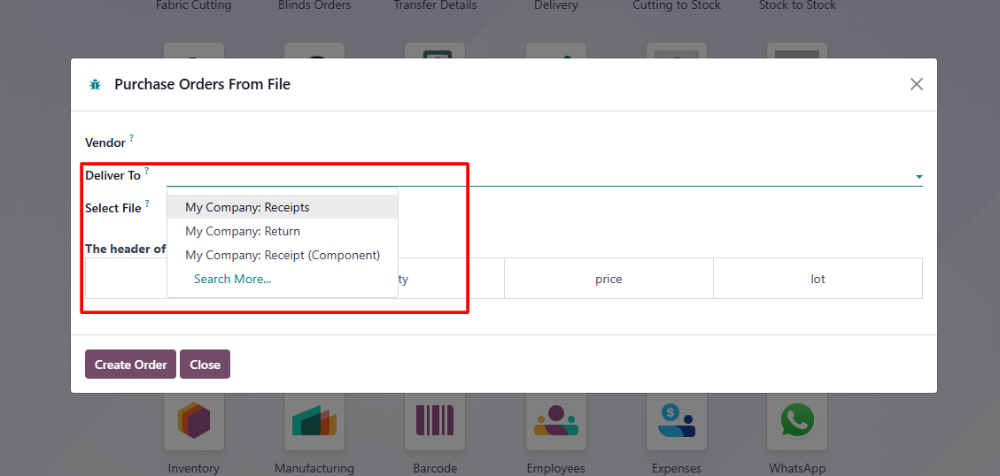 Fabric Cutting Blinds Orders Transfer Details Delivery Cutting to Stock Stock to Stock
Purchase Orders From File
Vendor ?
Deliver To ?
My Company: Receipts
Select File ?
My Company: Return
The header of
My Company: Receipt (Component)
Search More...
ty price lot
Create Order Close
$
Inventory Manufacturing Barcode Employees Expenses WhatsApp